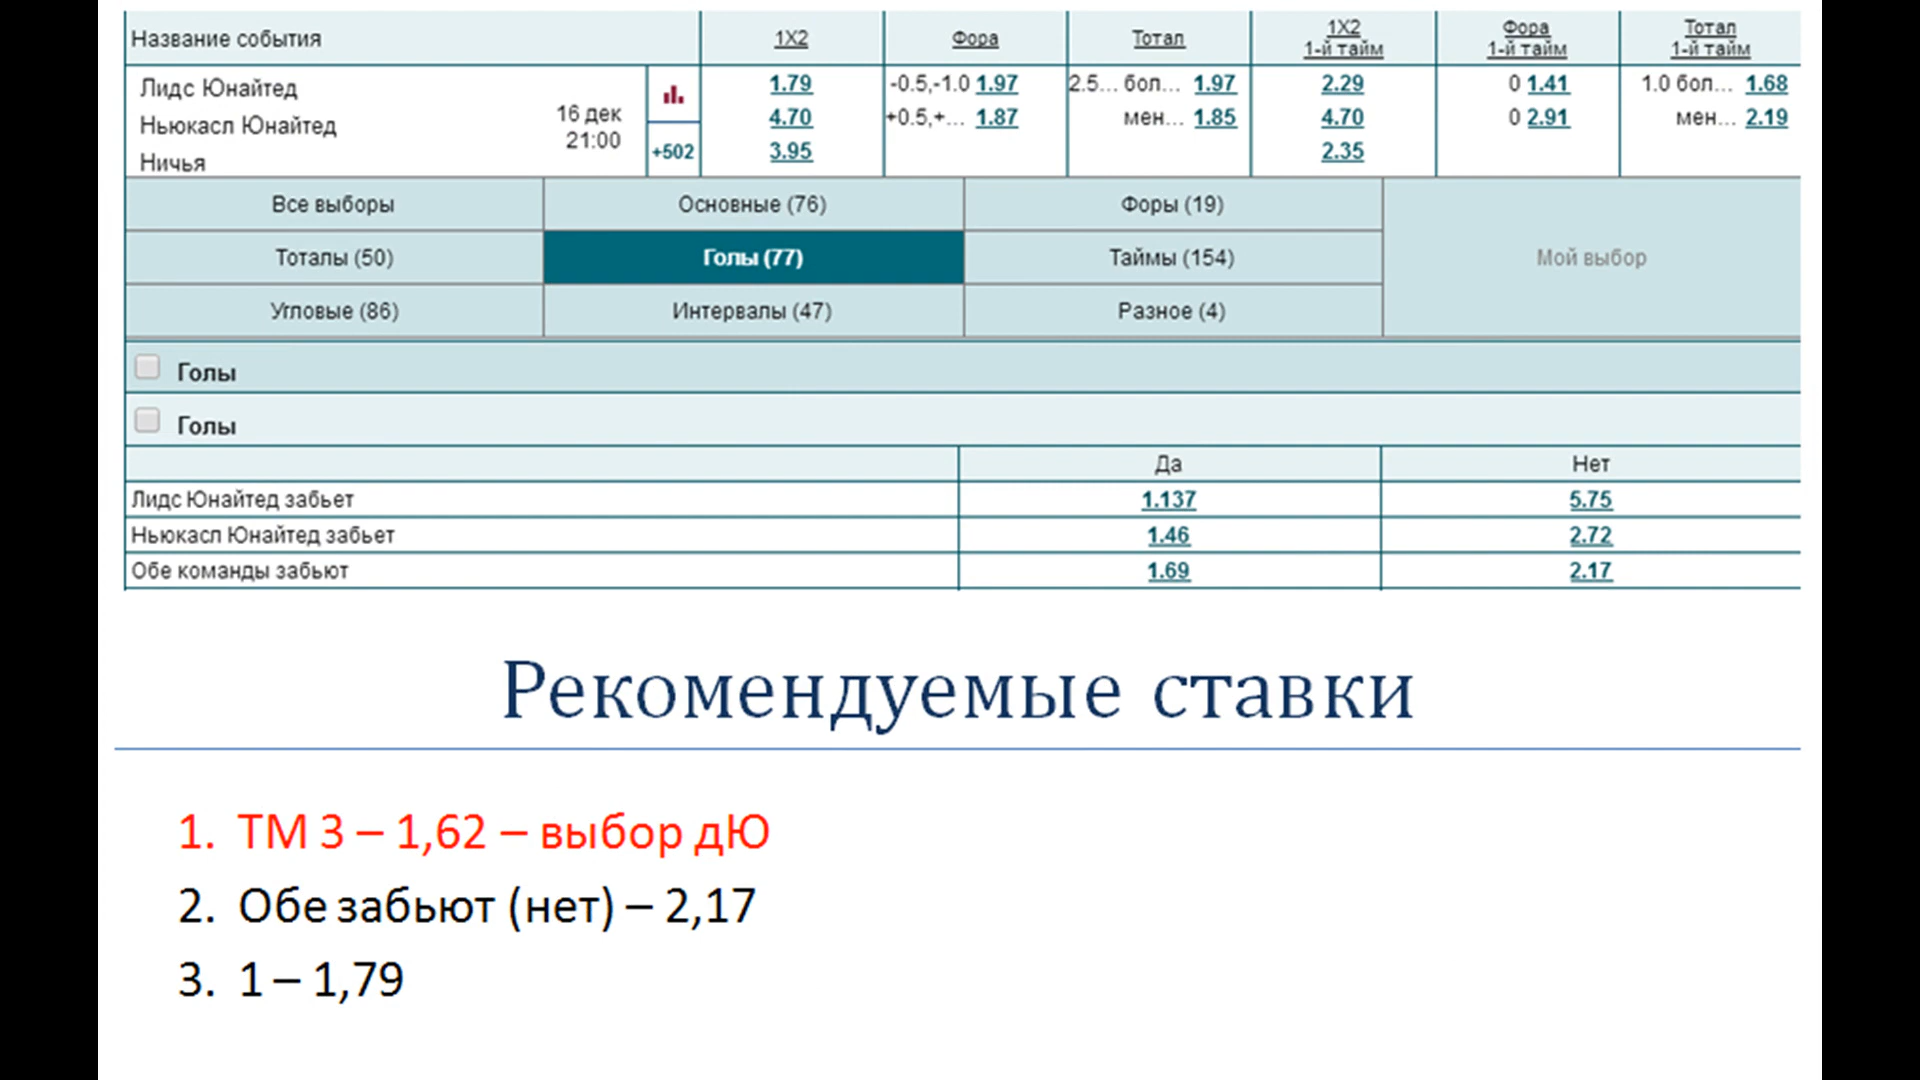 Название события 1X2 Фора Тотал 1X2 1-й тайм Фора 1-й тайм Тотал 1-й тайм
Лидс Юнайтед 1.79 -0.5,-1.0 1.97 2.5... бол... 1.97 2.29 0 1.41 1.0 бол... 1.68
Ньюкасл Юнайтед 16 дек 21:00 4.70 +0.5,+... 1.87 мен... 1.85 4.70 0 2.91 мен... 2.19
Ничья +502 3.95 2.35
Все выборы Основные (76) Форы (19)
Тоталы (50) Голы (77) Таймы (154) Мой выбор
Угловые (86) Интервалы (47) Разное (4)
Голы
Голы
Да Нет
Лидс Юнайтед забьет 1.137 5.75
Ньюкасл Юнайтед забьет 1.46 2.72
Обе команды забьют 1.69 2.17
Рекомендуемые ставки
1. ТМ 3 – 1,62 – выбор дЮ
2. Обе забьют (нет) – 2,17
3. 1 – 1,79